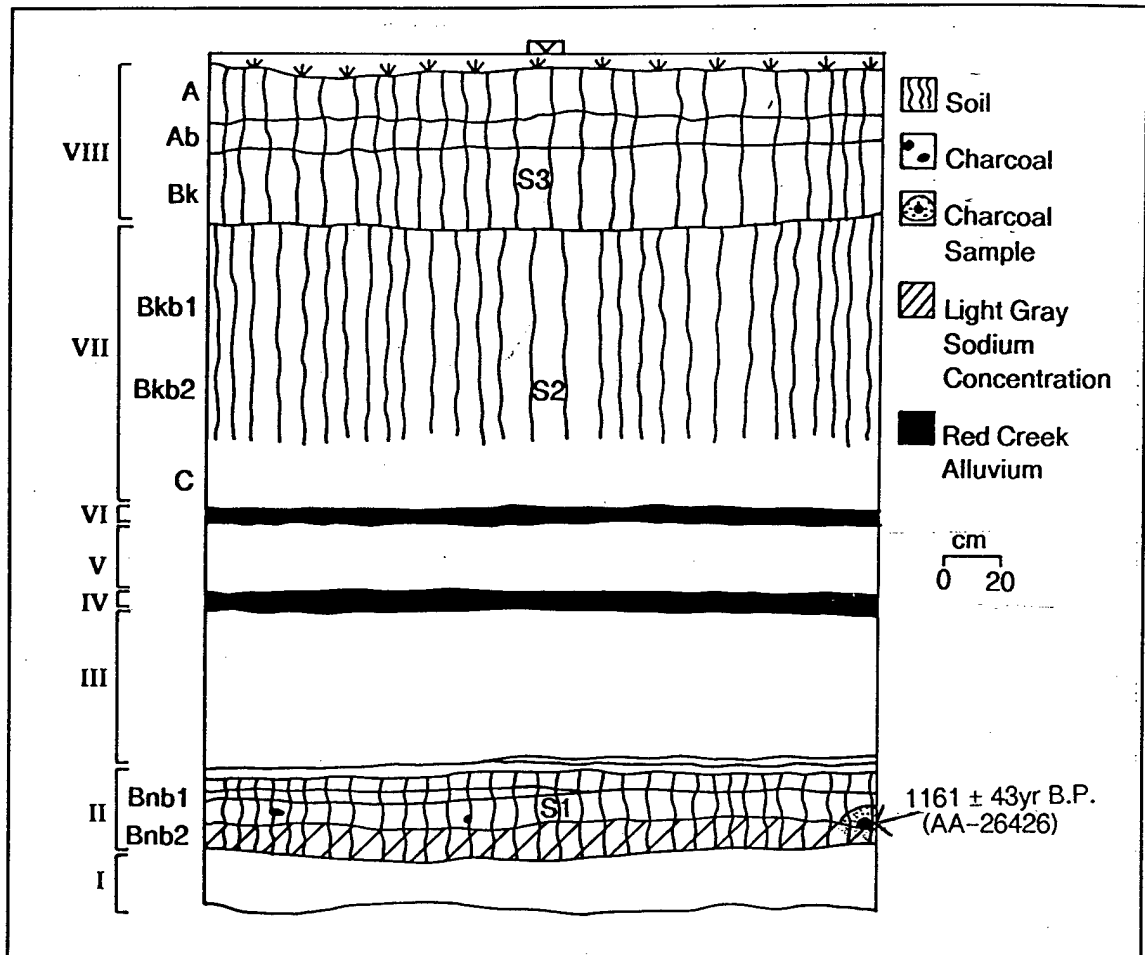 A
Ab
VIII
Bk
S3
Bkb1
VII
Bkb2
S2
C
VI
V
IV
III
Bnb1
II
S1
Bnb2
I
1161 ± 43yr B.P.
(AA-26426)
Soil
Charcoal
Charcoal
Sample
Light Gray
Sodium
Concentration
Red Creek
Alluvium
cm
0 20